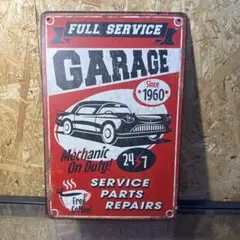 FULL SERVICE
GARAGE
Since
1960
Mechanic
On Duty!
24/7
SERVICE
PARTS
REPAIRS
Free
Coffee